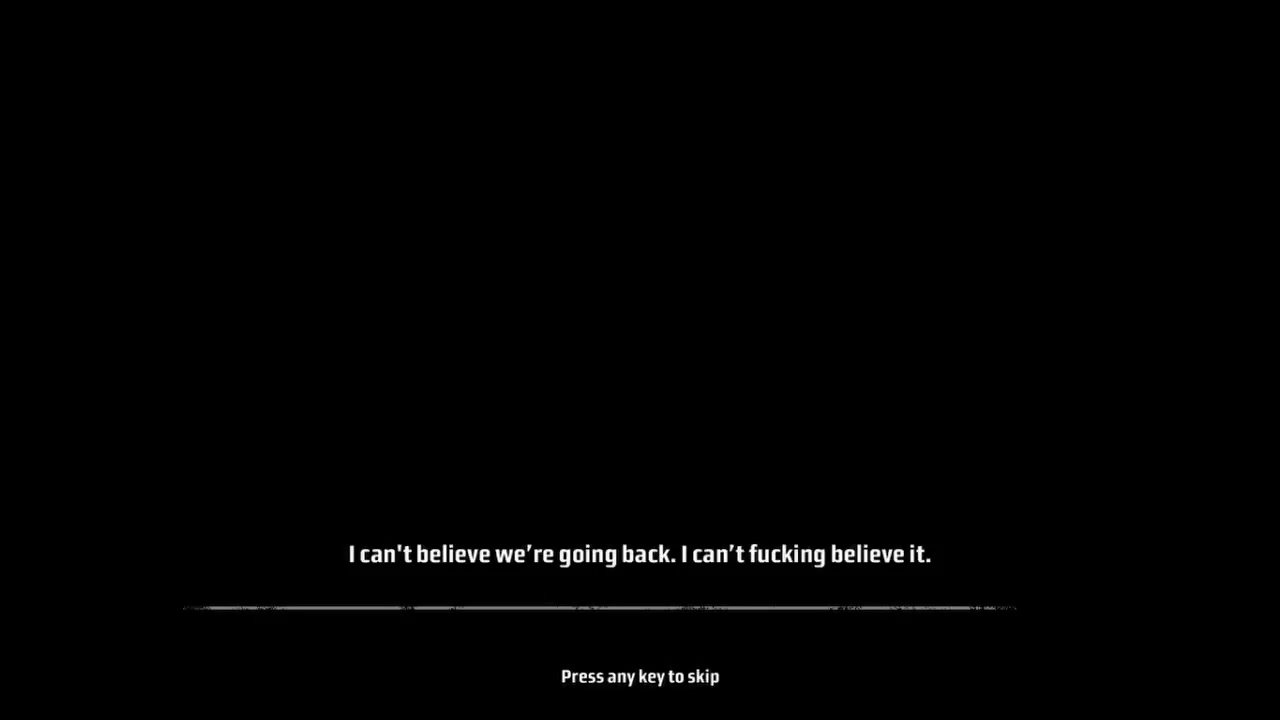 I can't believe we’re going back. I can’t fucking believe it.
Press any key to skip